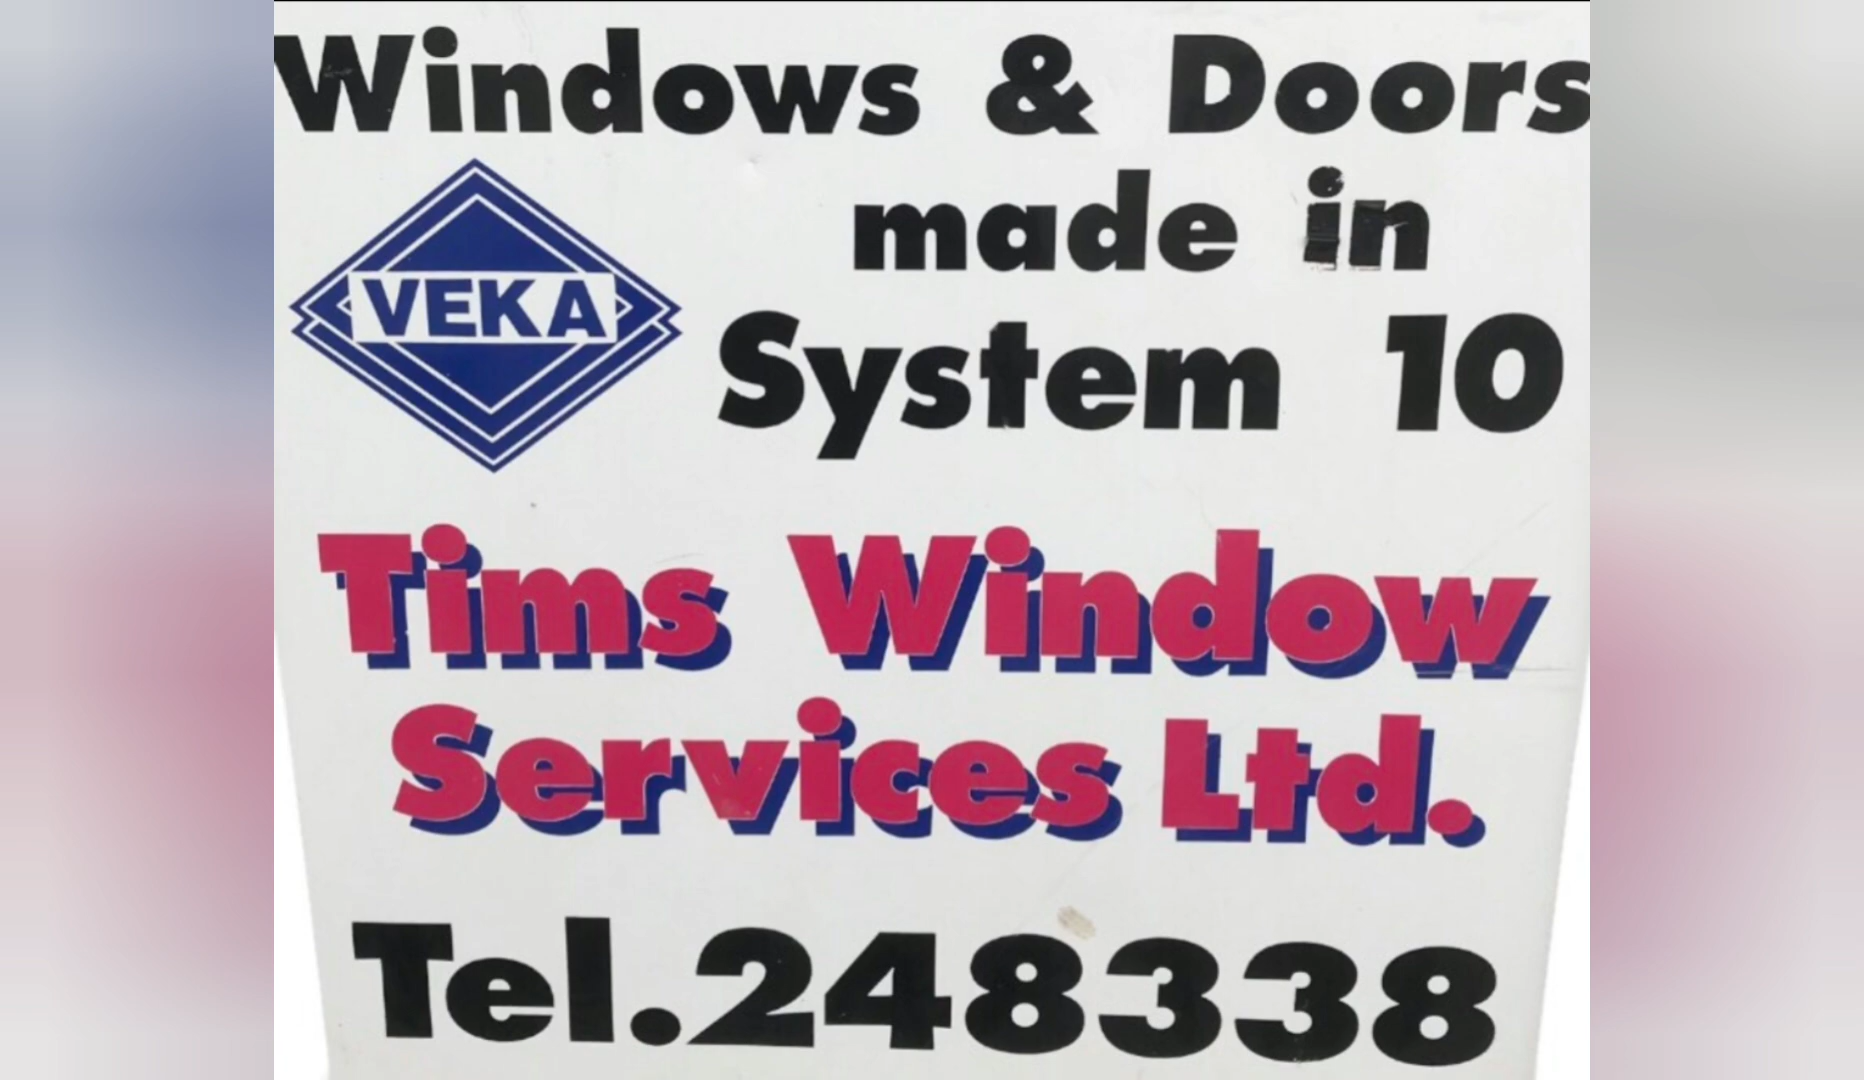 Windows & Doors
made in
VEKA
System 10
Tims Window
Services Ltd.
Tel.248338